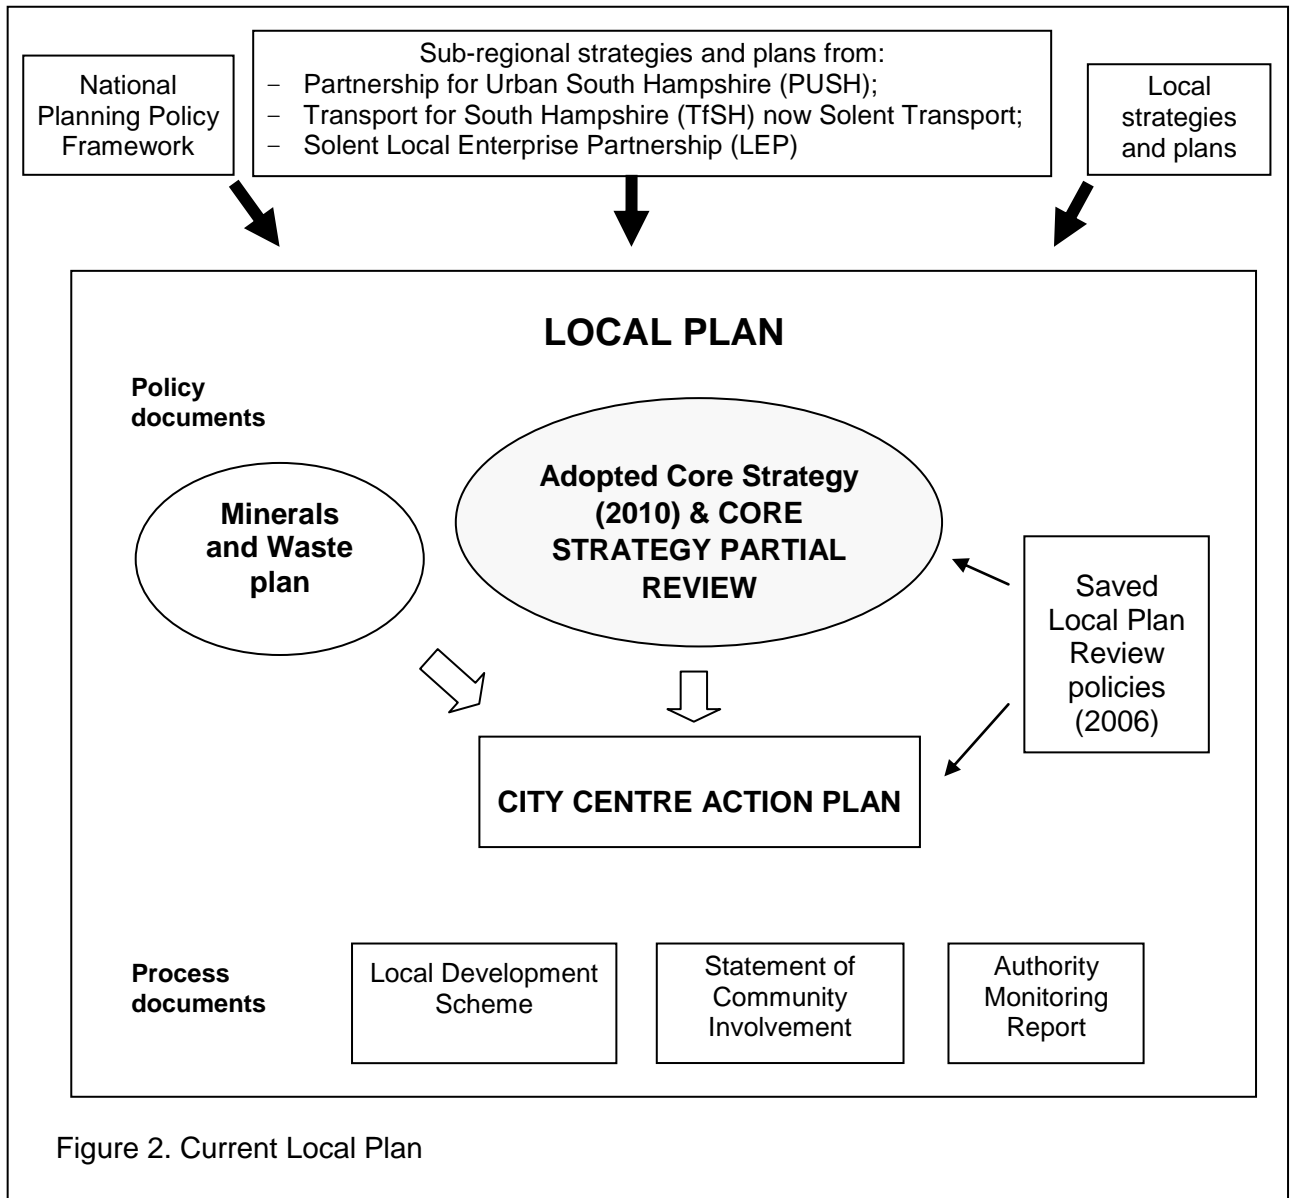 National
Planning Policy
Framework
Sub-regional strategies and plans from:
− Partnership for Urban South Hampshire (PUSH);
− Transport for South Hampshire (TfSH) now Solent Transport;
− Solent Local Enterprise Partnership (LEP)
Local
strategies
and plans
LOCAL PLAN
Policy
documents
Minerals
and Waste
plan
Adopted Core Strategy
(2010) & CORE
STRATEGY PARTIAL
REVIEW
Saved
Local Plan
Review
policies
(2006)
CITY CENTRE ACTION PLAN
Process
documents
Local Development
Scheme
Statement of
Community
Involvement
Authority
Monitoring
Report
Figure 2. Current Local Plan